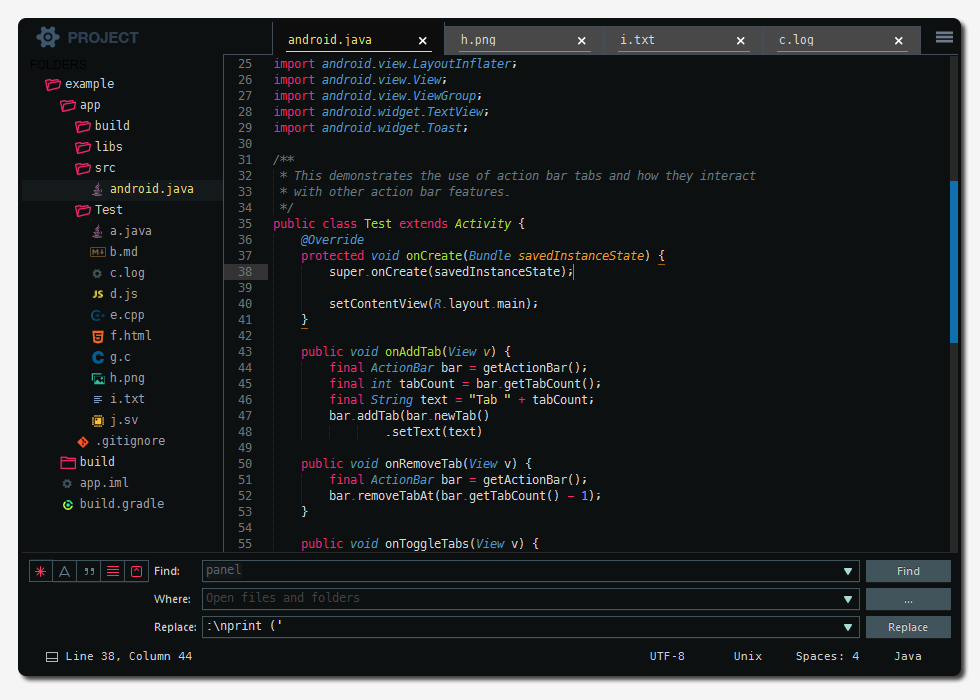 PROJECT
android.java ×
h.png ×
i.txt ×
c.log ×
FOLDERS
example
app
build
libs
src
android.java
Test
a.java
b.md
c.log
JS d.js
e.cpp
f.html
g.c
h.png
i.txt
j.sv
.gitignore
build
app.iml
build.gradle
25 import android.view.LayoutInflater;
26 import android.view.View;
27 import android.view.ViewGroup;
28 import android.widget.TextView;
29 import android.widget.Toast;
30
31 /**
32  * This demonstrates the use of action bar tabs and how they interact
33  * with other action bar features.
34  */
35 public class Test extends Activity {
36     @Override
37     protected void onCreate(Bundle savedInstanceState) {
38         super.onCreate(savedInstanceState);
39
40         setContentView(R.layout.main);
41     }
42
43     public void onAddTab(View v) {
44         final ActionBar bar = getActionBar();
45         final int tabCount = bar.getTabCount();
46         final String text = "Tab " + tabCount;
47         bar.addTab(bar.newTab()
48                 .setText(text)
49
50     public void onRemoveTab(View v) {
51         final ActionBar bar = getActionBar();
52         bar.removeTabAt(bar.getTabCount() - 1);
53     }
54
55     public void onToggleTabs(View v) {
Find: panel Find
Where: Open files and folders ...
Replace: :\nprint (' Replace
Line 38, Column 44 UTF-8 Unix Spaces: 4 Java